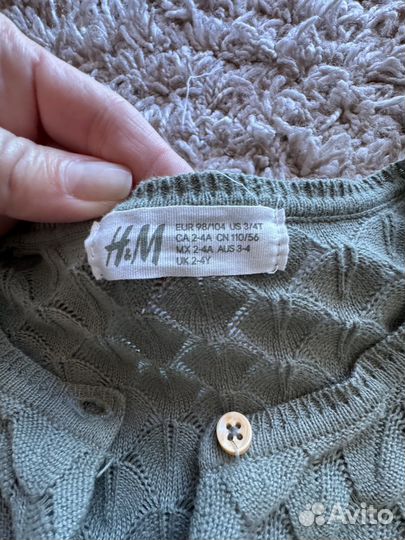 H&M
EUR 98/104 US 3/4T
CA 2-4A CN 110/56
MX 2-4A AUS 3-4
UK 2-4Y
Avito